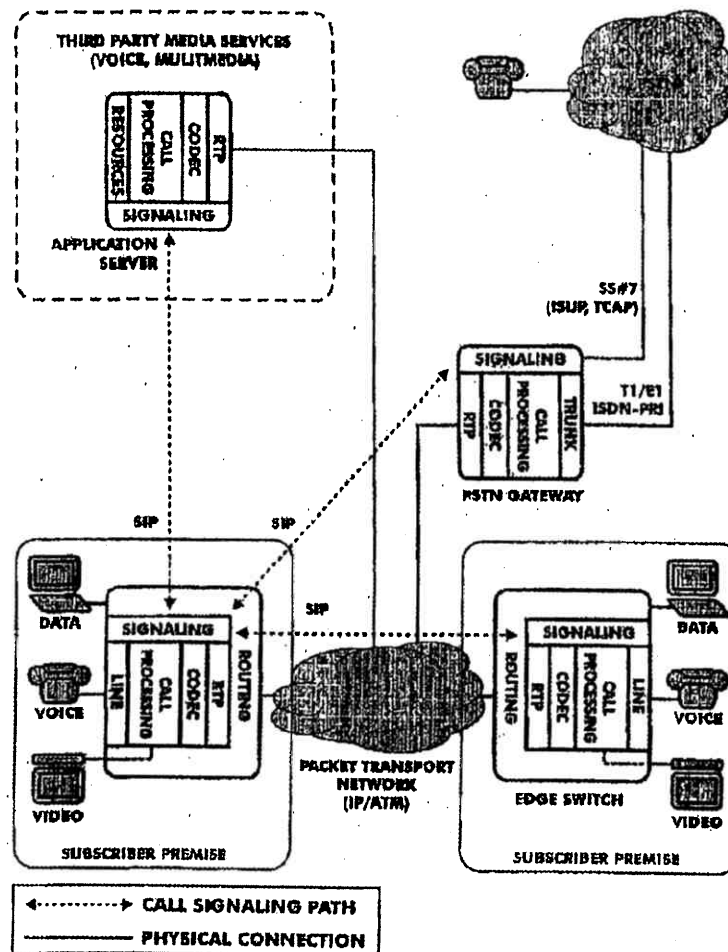 THIRD PARTY MEDIA SERVICES
(VOICE, MULITMEDIA)
RESOURCES
CALL
PROCESSING
CODEC
RTP
SIGNALING
APPLICATION
SERVER
SS#7
(ISUP, TCAP)
SIGNALING
RTP
CODEC
CALL
PROCESSING
TRUNK
T1/E1
ISDN-PRI
PSTN GATEWAY
SIP
SIP
SIP
DATA
VOICE
VIDEO
SIGNALING
LINE
CALL
PROCESSING
CODEC
RTP
ROUTING
SUBSCRIBER PREMISE
PACKET TRANSPORT
NETWORK
(IP/ATM)
ROUTING
SIGNALING
RTP
CODEC
CALL
PROCESSING
LINE
EDGE SWITCH
DATA
VOICE
VIDEO
SUBSCRIBER PREMISE
CALL SIGNALING PATH
PHYSICAL CONNECTION